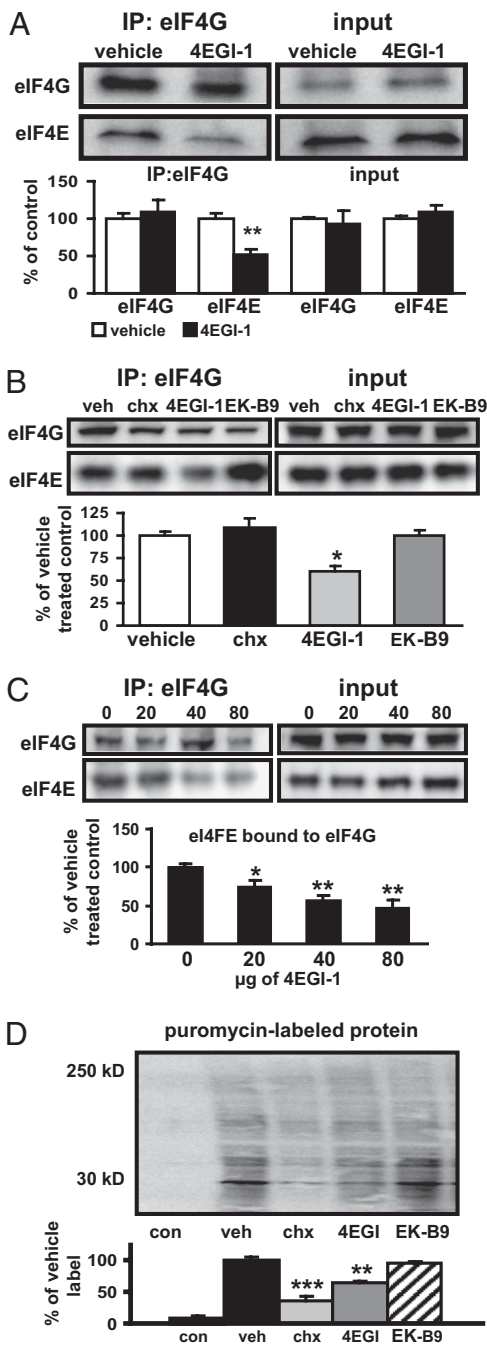 A
IP: eIF4G input
vehicle 4EGI-1 vehicle 4EGI-1
eIF4G
eIF4E
IP:eIF4G input
% of control
150
100
50
0
**
eIF4G eIF4E eIF4G eIF4E
vehicle 4EGI-1
B
IP: eIF4G input
veh chx 4EGI-1 EK-B9 veh chx 4EGI-1 EK-B9
eIF4G
eIF4E
% of vehicle
treated control
125
100
75
50
25
0
*
vehicle chx 4EGI-1 EK-B9
C
IP: eIF4G input
0 20 40 80 0 20 40 80
eIF4G
eIF4E
eI4FE bound to eIF4G
% of vehicle
treated control
150
100
50
0
* ** **
0 20 40 80
µg of 4EGI-1
D
puromycin-labeled protein
250 kD
30 kD
con veh chx 4EGI EK-B9
% of vehicle
label
100
50
0
*** **
con veh chx 4EGI EK-B9